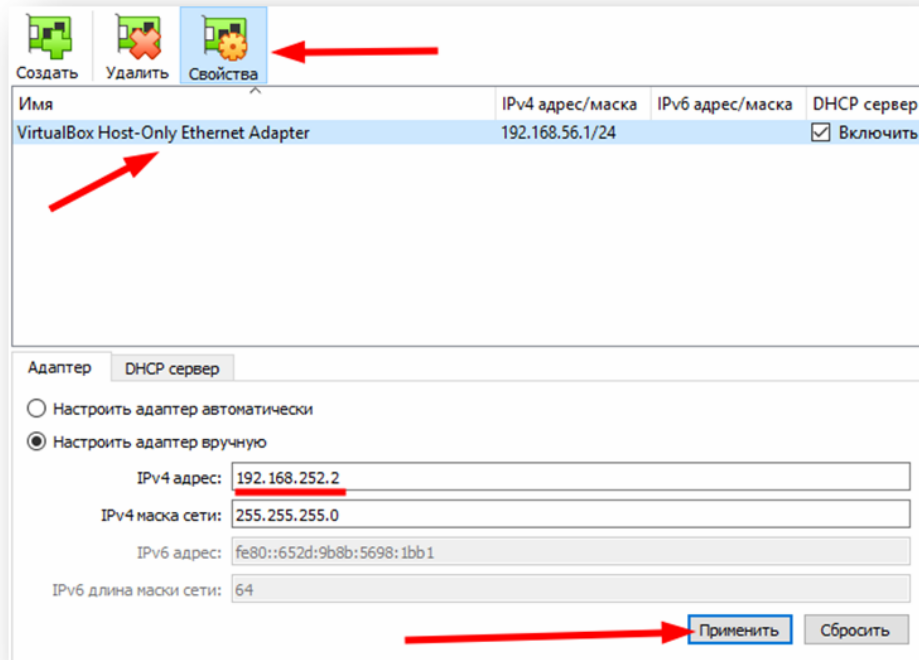 Создать Удалить Свойства
Имя IPv4 адрес/маска IPv6 адрес/маска DHCP сервер
VirtualBox Host-Only Ethernet Adapter 192.168.56.1/24 Включить
Адаптер DHCP сервер
Настроить адаптер автоматически
Настроить адаптер вручную
IPv4 адрес: 192.168.252.2
IPv4 маска сети: 255.255.255.0
IPv6 адрес: fe80::652d:9b8b:5698:1bb1
IPv6 длина маски сети: 64
Применить Сбросить